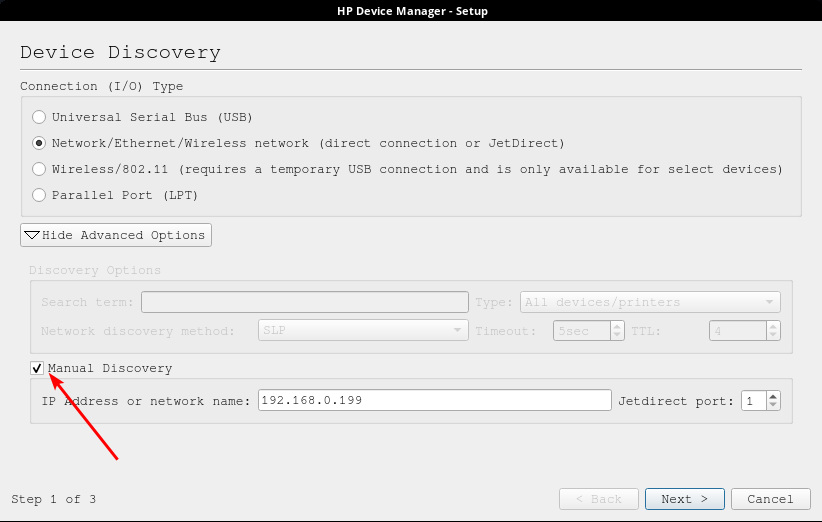 HP Device Manager - Setup
Device Discovery
Connection (I/O) Type
Universal Serial Bus (USB)
Network/Ethernet/Wireless network (direct connection or JetDirect)
Wireless/802.11 (requires a temporary USB connection and is only available for select devices)
Parallel Port (LPT)
Hide Advanced Options
Discovery Options
Search term: Type: All devices/printers
Network discovery method: SLP Timeout: 5sec TTL: 4
Manual Discovery
IP Address or network name: 192.168.0.199 Jetdirect port: 1
Step 1 of 3 < Back Next > Cancel